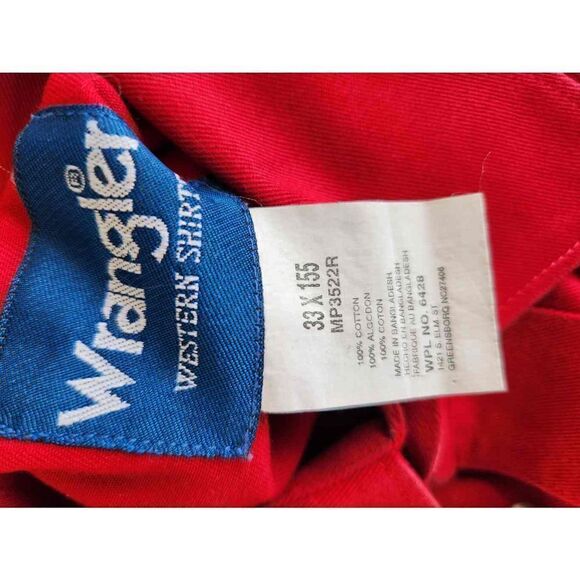 Wrangler
WESTERN SHIRT
33 X 155
MP3522R
100% COTTON
100% ALGODON
100% COTON
MADE IN BANGLADESH
HECHO EN BANGLADESH
FABRIQUE AU BANGLADESH
WPL NO. 6428
1421 S. ELM ST.
GREENSBORO NC27406